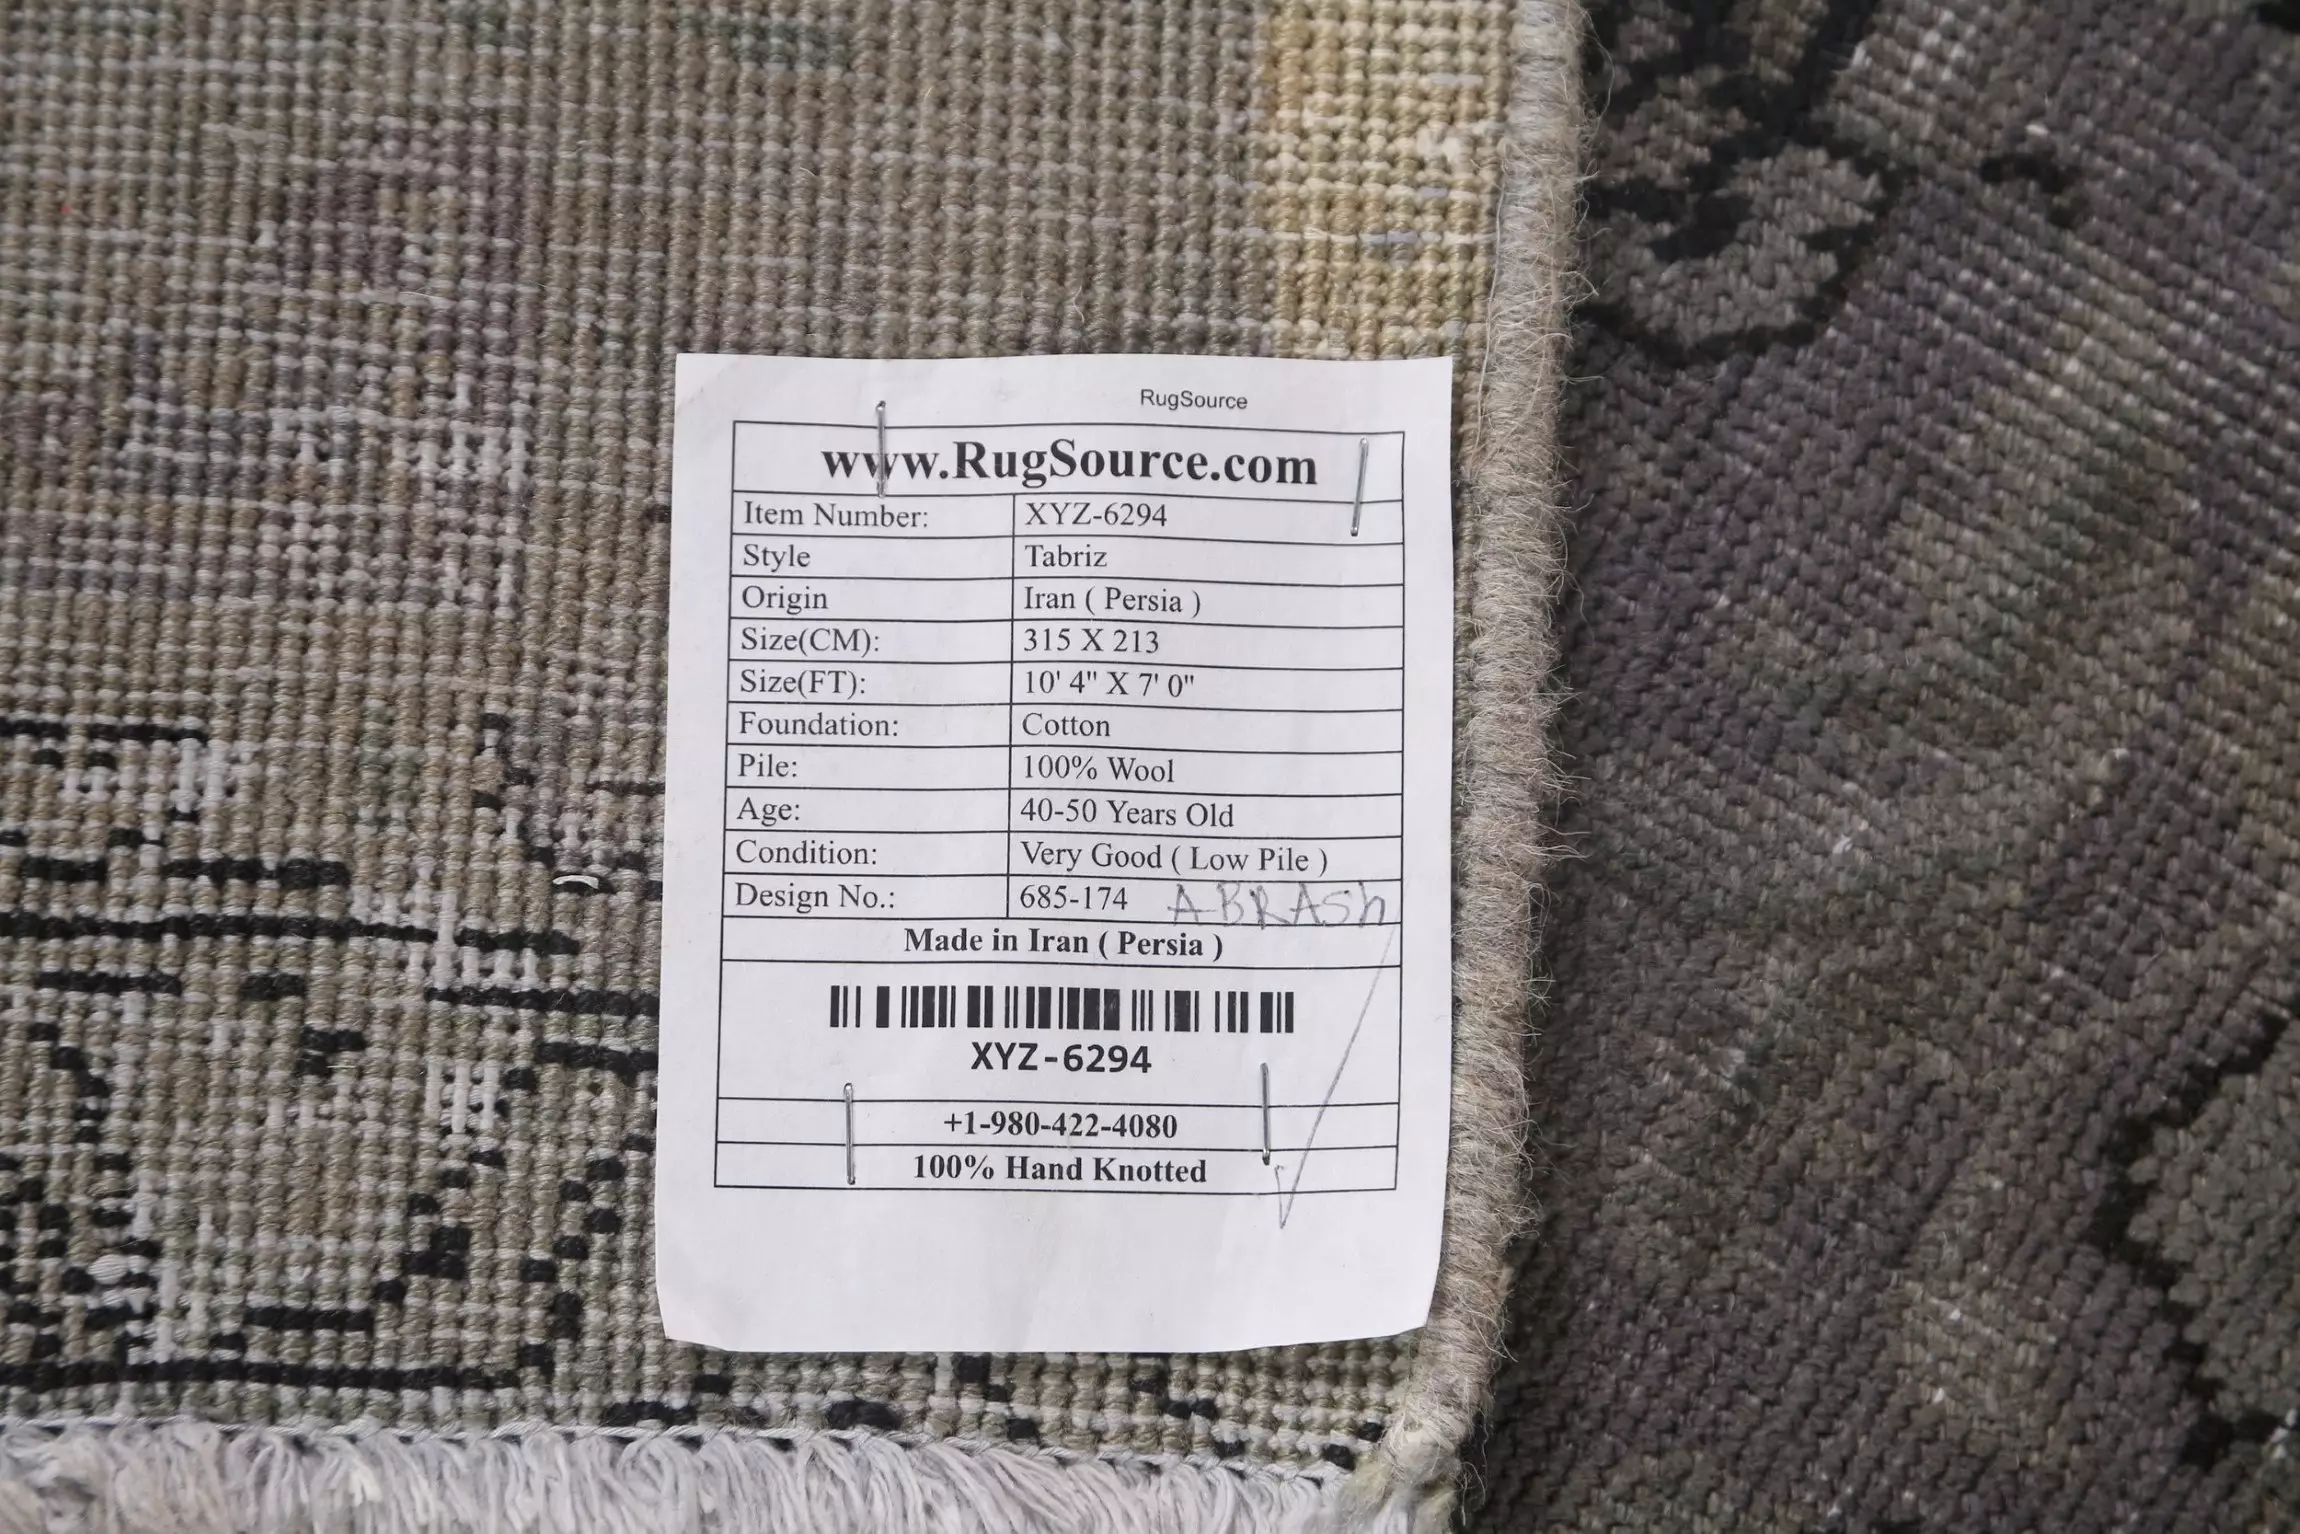 RugSource
www.RugSource.com
Item Number: XYZ-6294
Style Tabriz
Origin Iran ( Persia )
Size(CM): 315 X 213
Size(FT): 10' 4" X 7' 0"
Foundation: Cotton
Pile: 100% Wool
Age: 40-50 Years Old
Condition: Very Good ( Low Pile )
Design No.: 685-174 ABRASh
Made in Iran ( Persia )
XYZ-6294
+1-980-422-4080
100% Hand Knotted